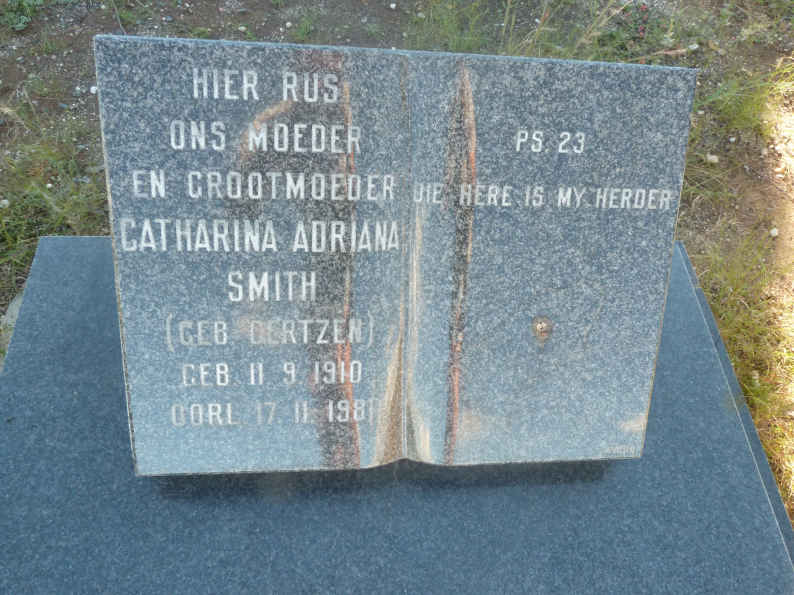 HIER RUS
ONS MOEDER
EN GROOTMOEDER
CATHARINA ADRIANA
SMITH
(GEB OERTZEN)
GEB 11 9 1910
OORL 17 11 1981
PS. 23
DIE HERE IS MY HERDER